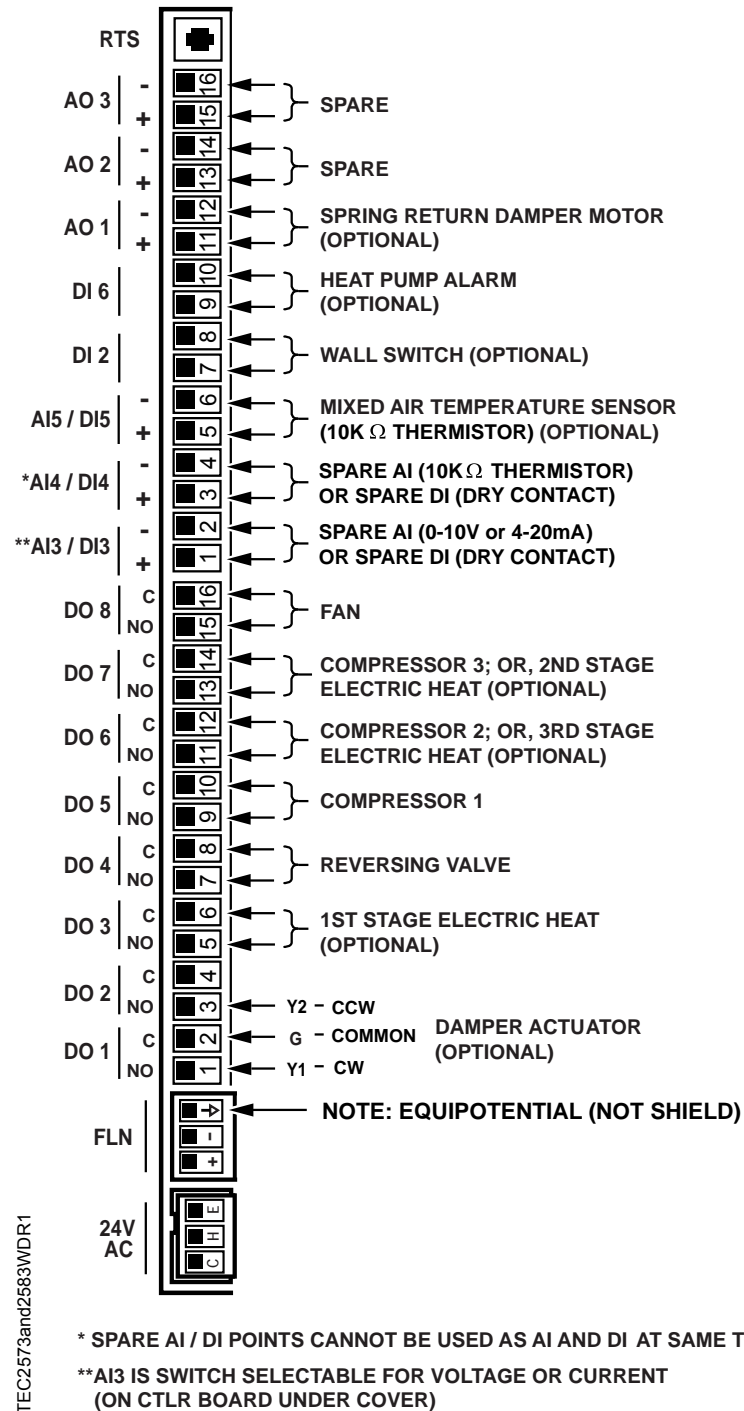 RTS
AO 3 - 16 SPARE
+ 15
AO 2 - 14 SPARE
+ 13
AO 1 - 12 SPRING RETURN DAMPER MOTOR
+ 11 (OPTIONAL)
DI 6 10 HEAT PUMP ALARM
9 (OPTIONAL)
DI 2 8 WALL SWITCH (OPTIONAL)
7
AI5 / DI5 - 6 MIXED AIR TEMPERATURE SENSOR
+ 5 (10K Ω THERMISTOR) (OPTIONAL)
*AI4 / DI4 - 4 SPARE AI (10K Ω THERMISTOR)
+ 3 OR SPARE DI (DRY CONTACT)
**AI3 / DI3 - 2 SPARE AI (0-10V or 4-20mA)
+ 1 OR SPARE DI (DRY CONTACT)
DO 8 C 16 FAN
NO 15
DO 7 C 14 COMPRESSOR 3; OR, 2ND STAGE
NO 13 ELECTRIC HEAT (OPTIONAL)
DO 6 C 12 COMPRESSOR 2; OR, 3RD STAGE
NO 11 ELECTRIC HEAT (OPTIONAL)
DO 5 C 10 COMPRESSOR 1
NO 9
DO 4 C 8 REVERSING VALVE
NO 7
DO 3 C 6 1ST STAGE ELECTRIC HEAT
NO 5 (OPTIONAL)
DO 2 C 4
NO 3 Y2 - CCW
DO 1 C 2 G - COMMON DAMPER ACTUATOR
(OPTIONAL)
NO 1 Y1 - CW
NOTE: EQUIPOTENTIAL (NOT SHIELD)
FLN -
+
24V E
AC H
C
TEC2573and2583WDR1
* SPARE AI / DI POINTS CANNOT BE USED AS AI AND DI AT SAME T
**AI3 IS SWITCH SELECTABLE FOR VOLTAGE OR CURRENT
(ON CTLR BOARD UNDER COVER)